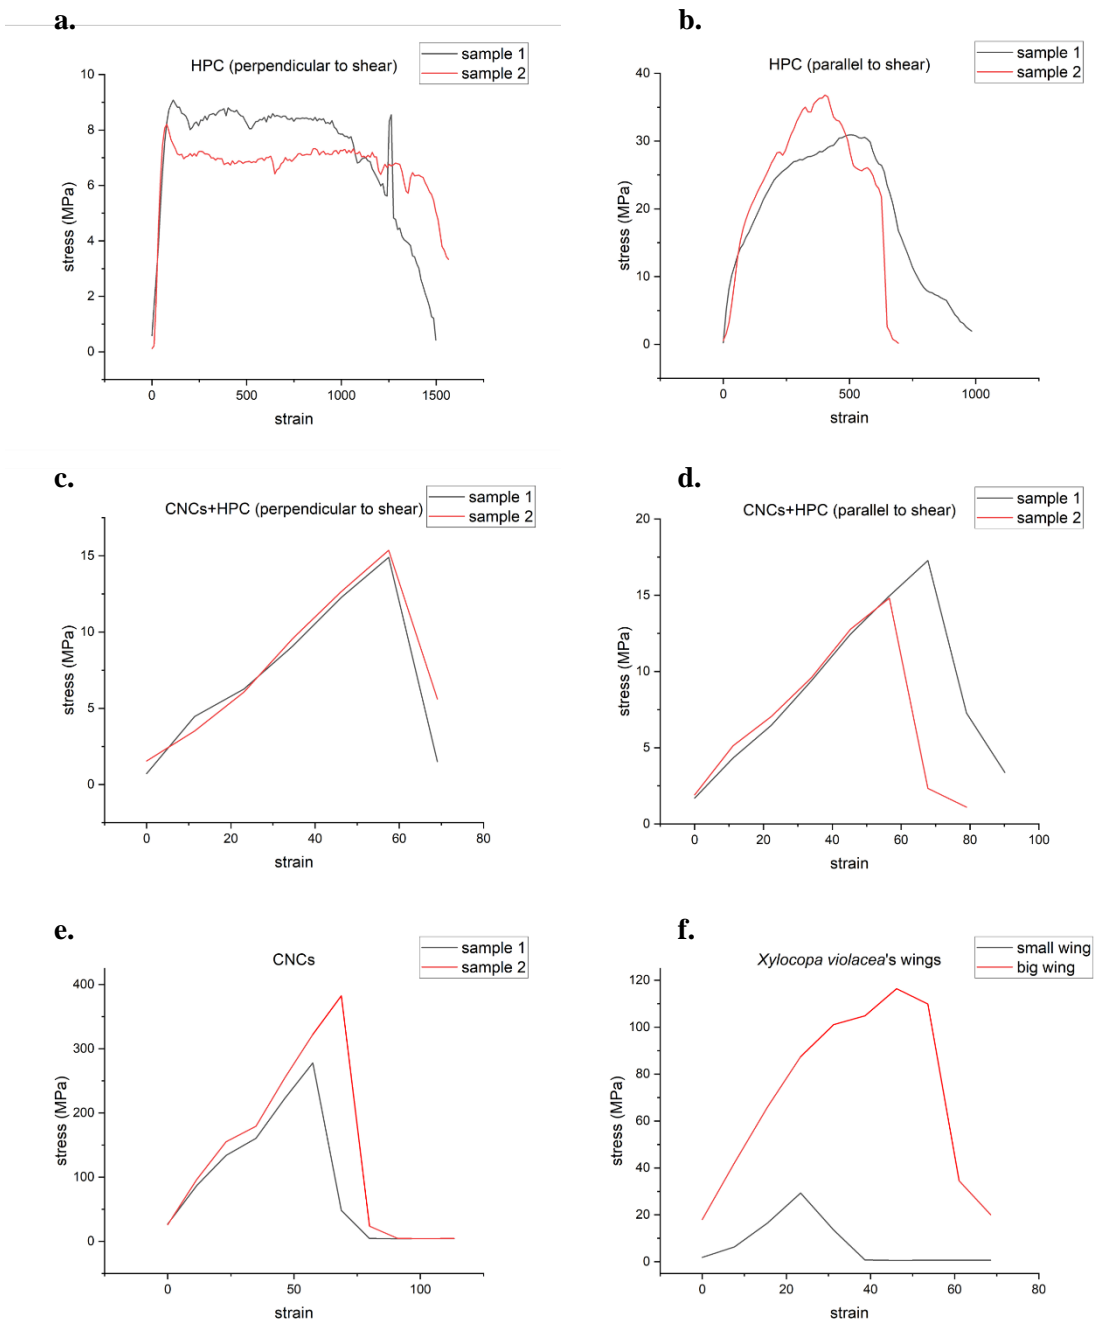 a.
sample 1
sample 2
HPC (perpendicular to shear)
10
8
6
4
2
0
stress (MPa)
0 500 1000 1500
strain
b.
sample 1
sample 2
HPC (parallel to shear)
40
30
20
10
0
stress (MPa)
0 500 1000
strain
c.
sample 1
sample 2
CNCs+HPC (perpendicular to shear)
15
10
5
0
stress (MPa)
0 20 40 60 80
strain
d.
sample 1
sample 2
CNCs+HPC (parallel to shear)
20
15
10
5
0
stress (MPa)
0 20 40 60 80 100
strain
e.
sample 1
sample 2
CNCs
400
300
200
100
0
stress (MPa)
0 50 100
strain
f.
small wing
big wing
Xylocopa violacea's wings
120
100
80
60
40
20
0
stress (MPa)
0 20 40 60 80
strain